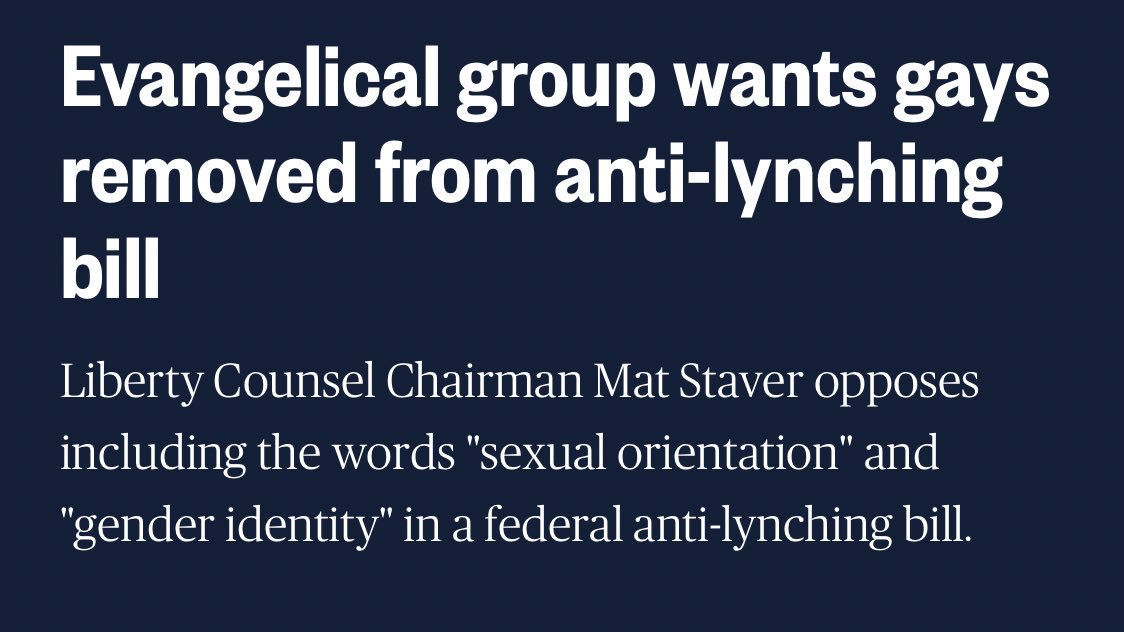 Evangelical group wants gays
removed from anti-lynching
bill
Liberty Counsel Chairman Mat Staver opposes
including the words "sexual orientation" and
"gender identity" in a federal anti-lynching bill.